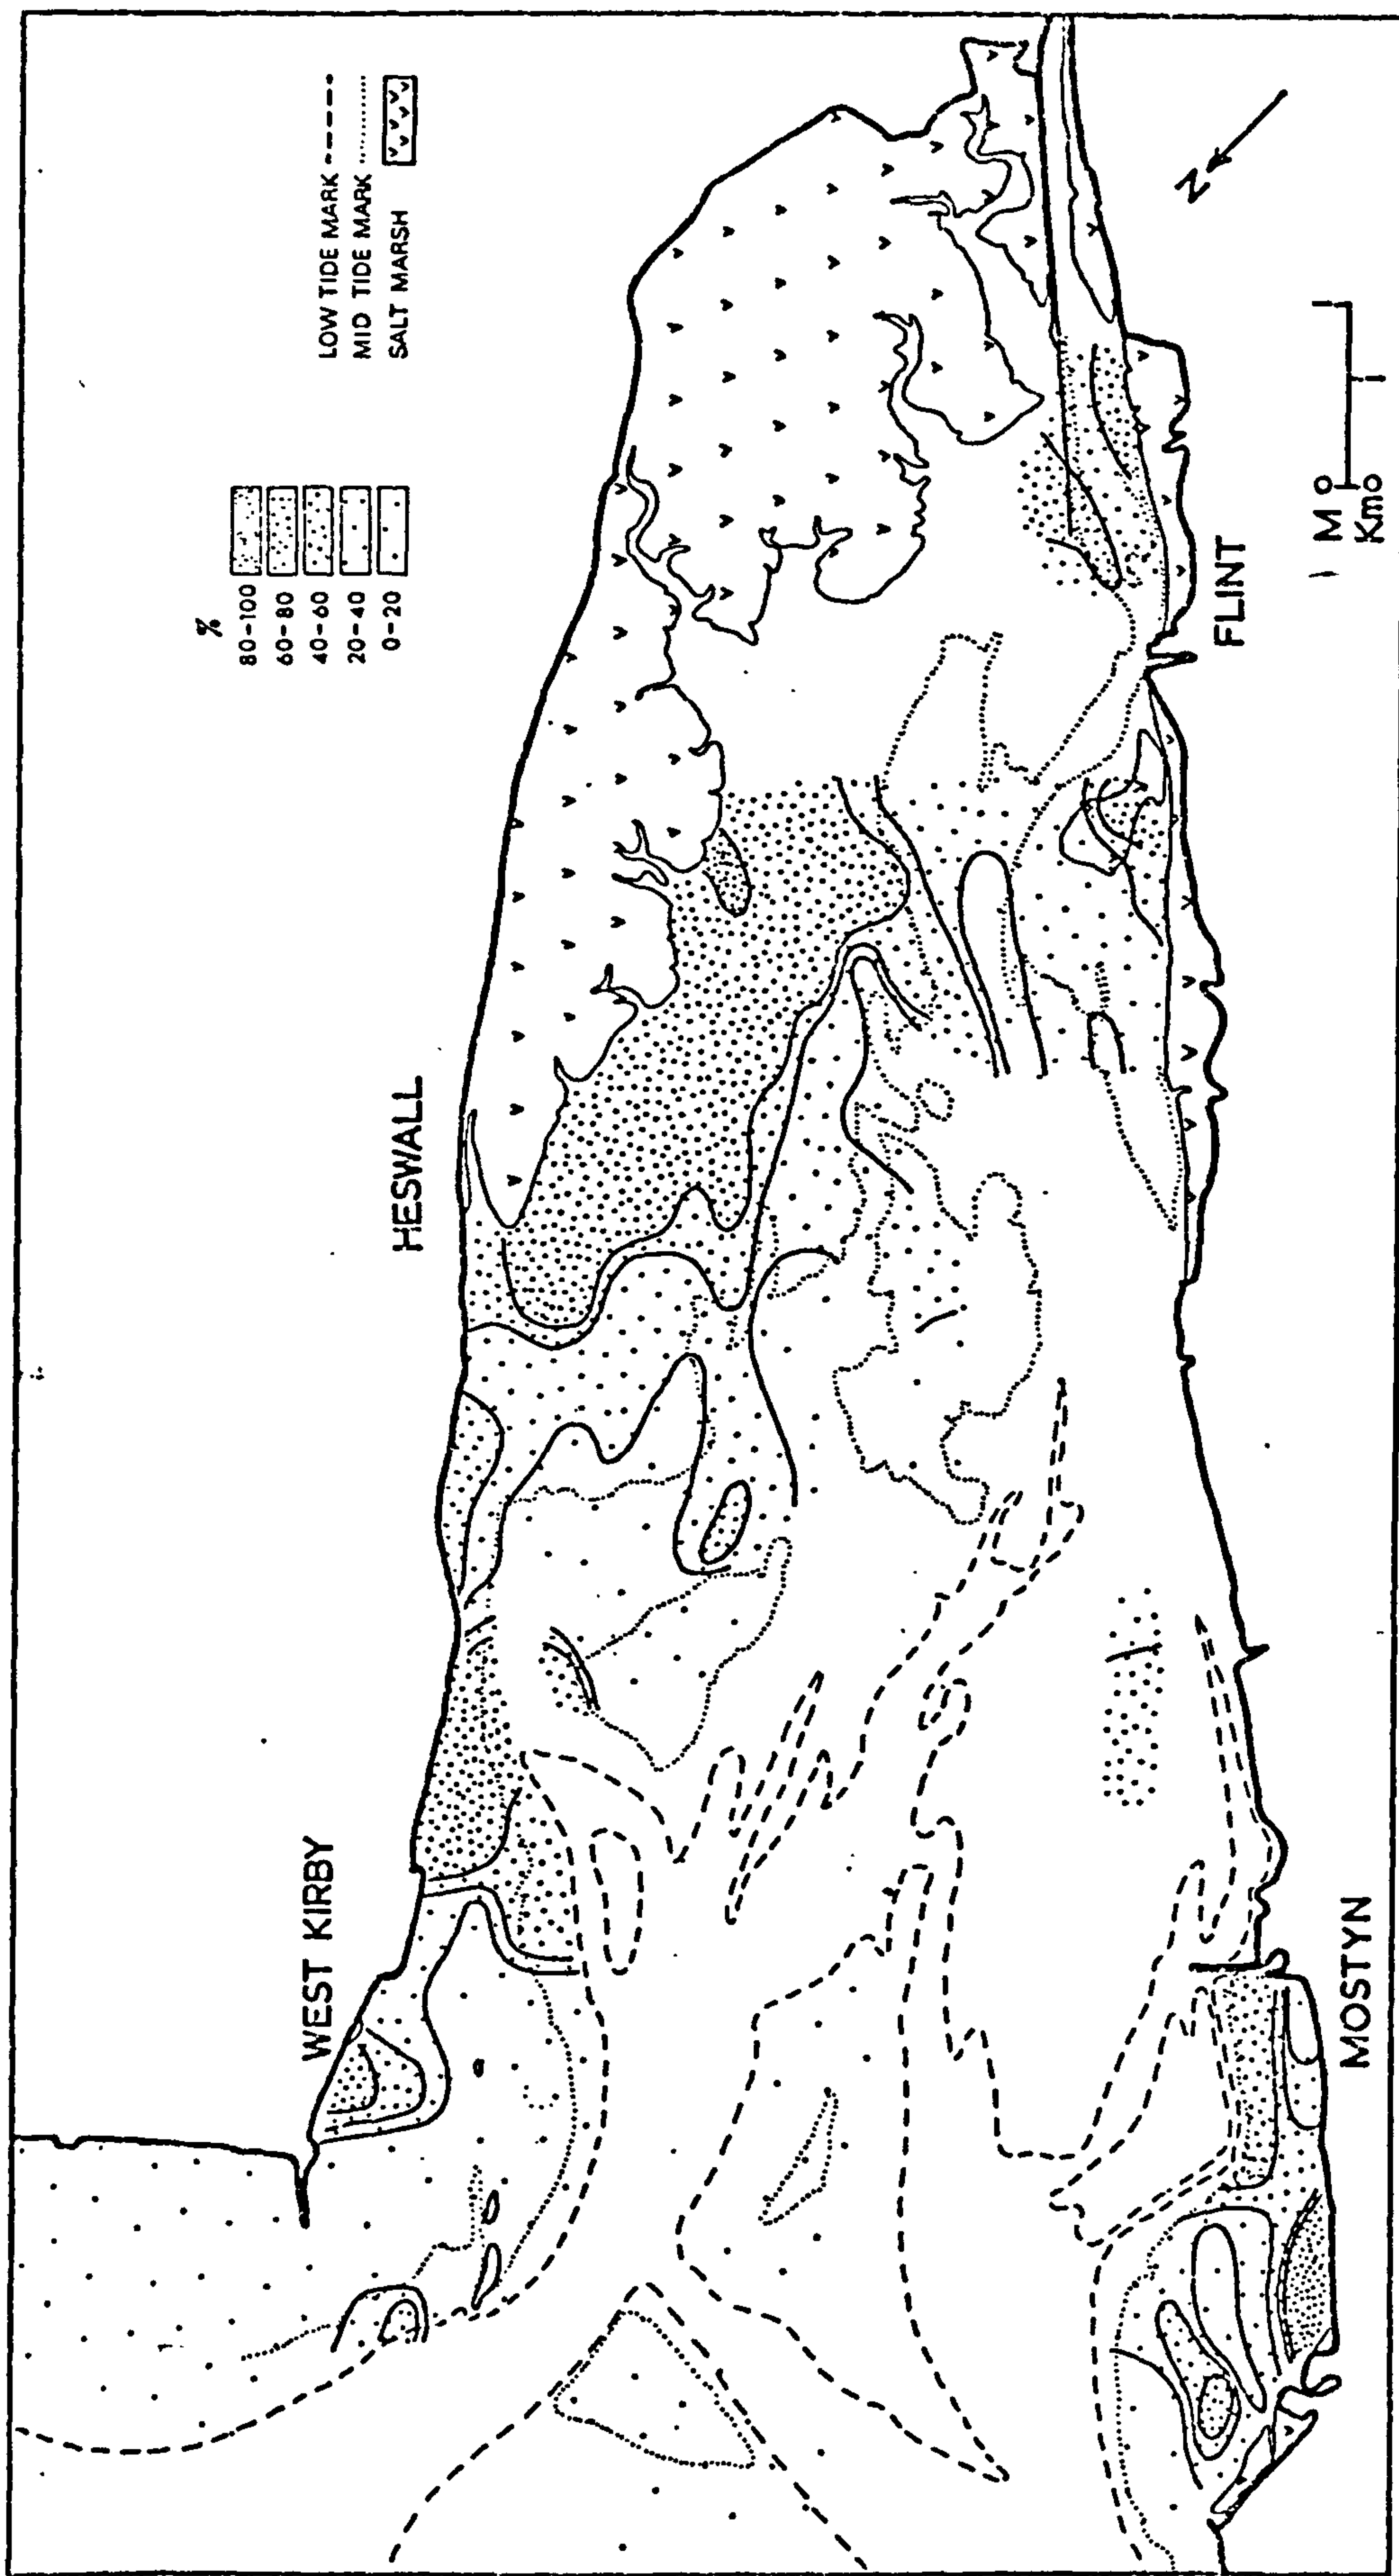 LOW TIDE MARK
MID TIDE MARK
SALT MARSH
%
80-100
60-80
40-60
20-40
0-20
N
HESWALL
WEST KIRBY
FLINT
MOSTYN
1 M 0
1 Km 0